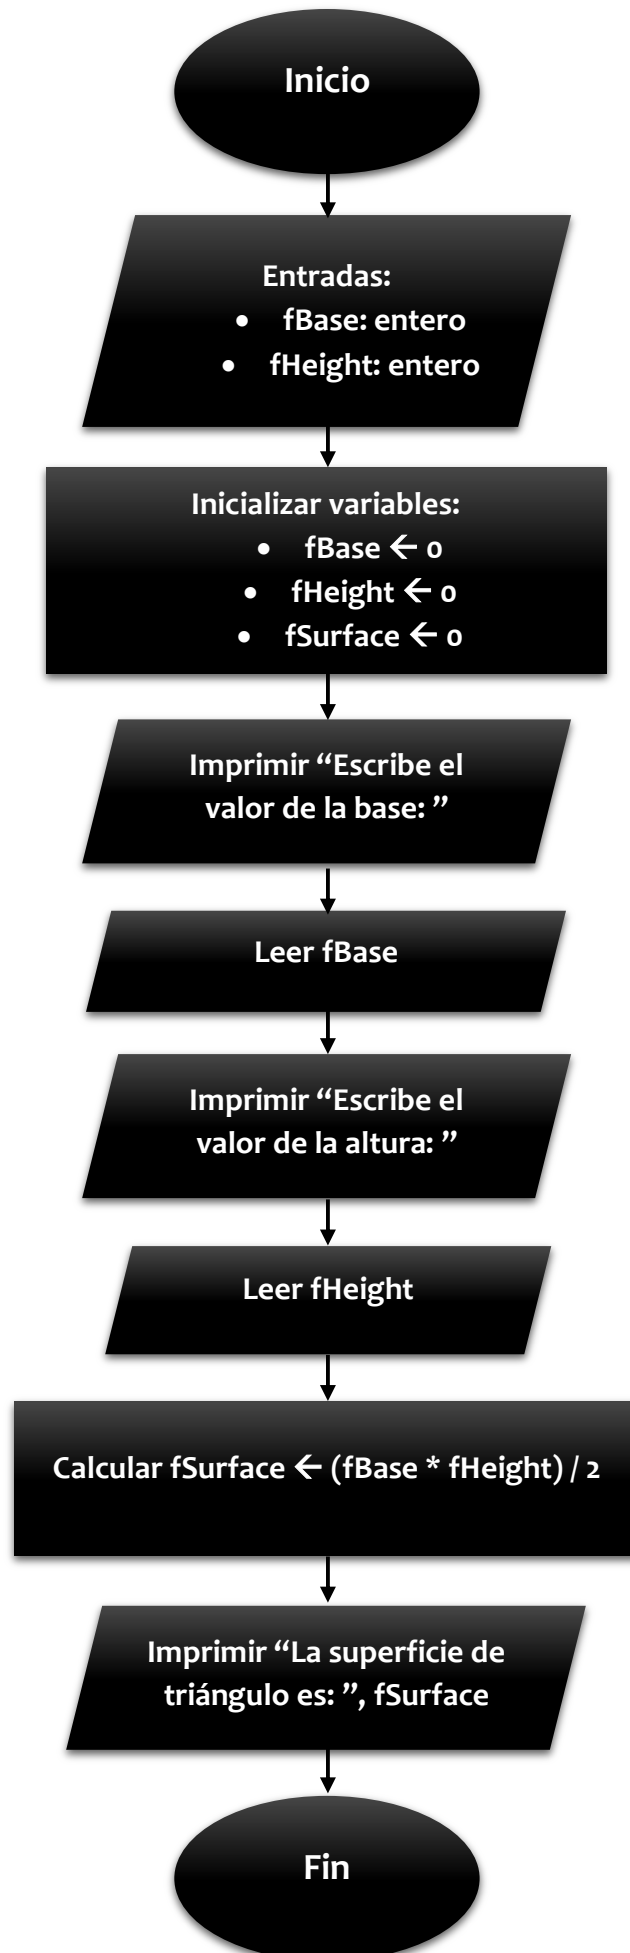 Inicio
Entradas:
• fBase: entero
• fHeight: entero
Inicializar variables:
• fBase ← 0
• fHeight ← 0
• fSurface ← 0
Imprimir “Escribe el
valor de la base: ”
Leer fBase
Imprimir “Escribe el
valor de la altura: ”
Leer fHeight
Calcular fSurface ← (fBase * fHeight) / 2
Imprimir “La superficie de
triángulo es: ”, fSurface
Fin